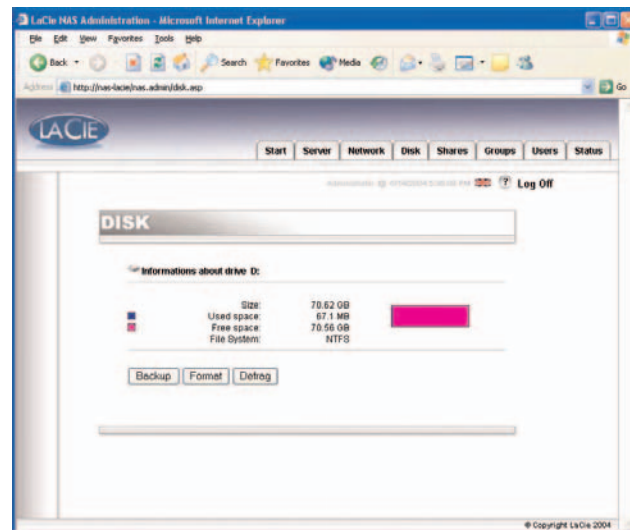 LaCie NAS Administration - Microsoft Internet Explorer
File Edit View Favorites Tools Help
Back Search Favorites Media
Address http://nas-lacie/nas.admin/disk.asp Go
LACIE
Start Server Network Disk Shares Groups Users Status
? Log Off
DISK
Informations about drive D:
Size: 70.62 GB
Used space: 67.1 MB
Free space: 70.56 GB
File System: NTFS
Backup Format Defrag
© Copyright LaCie 2004